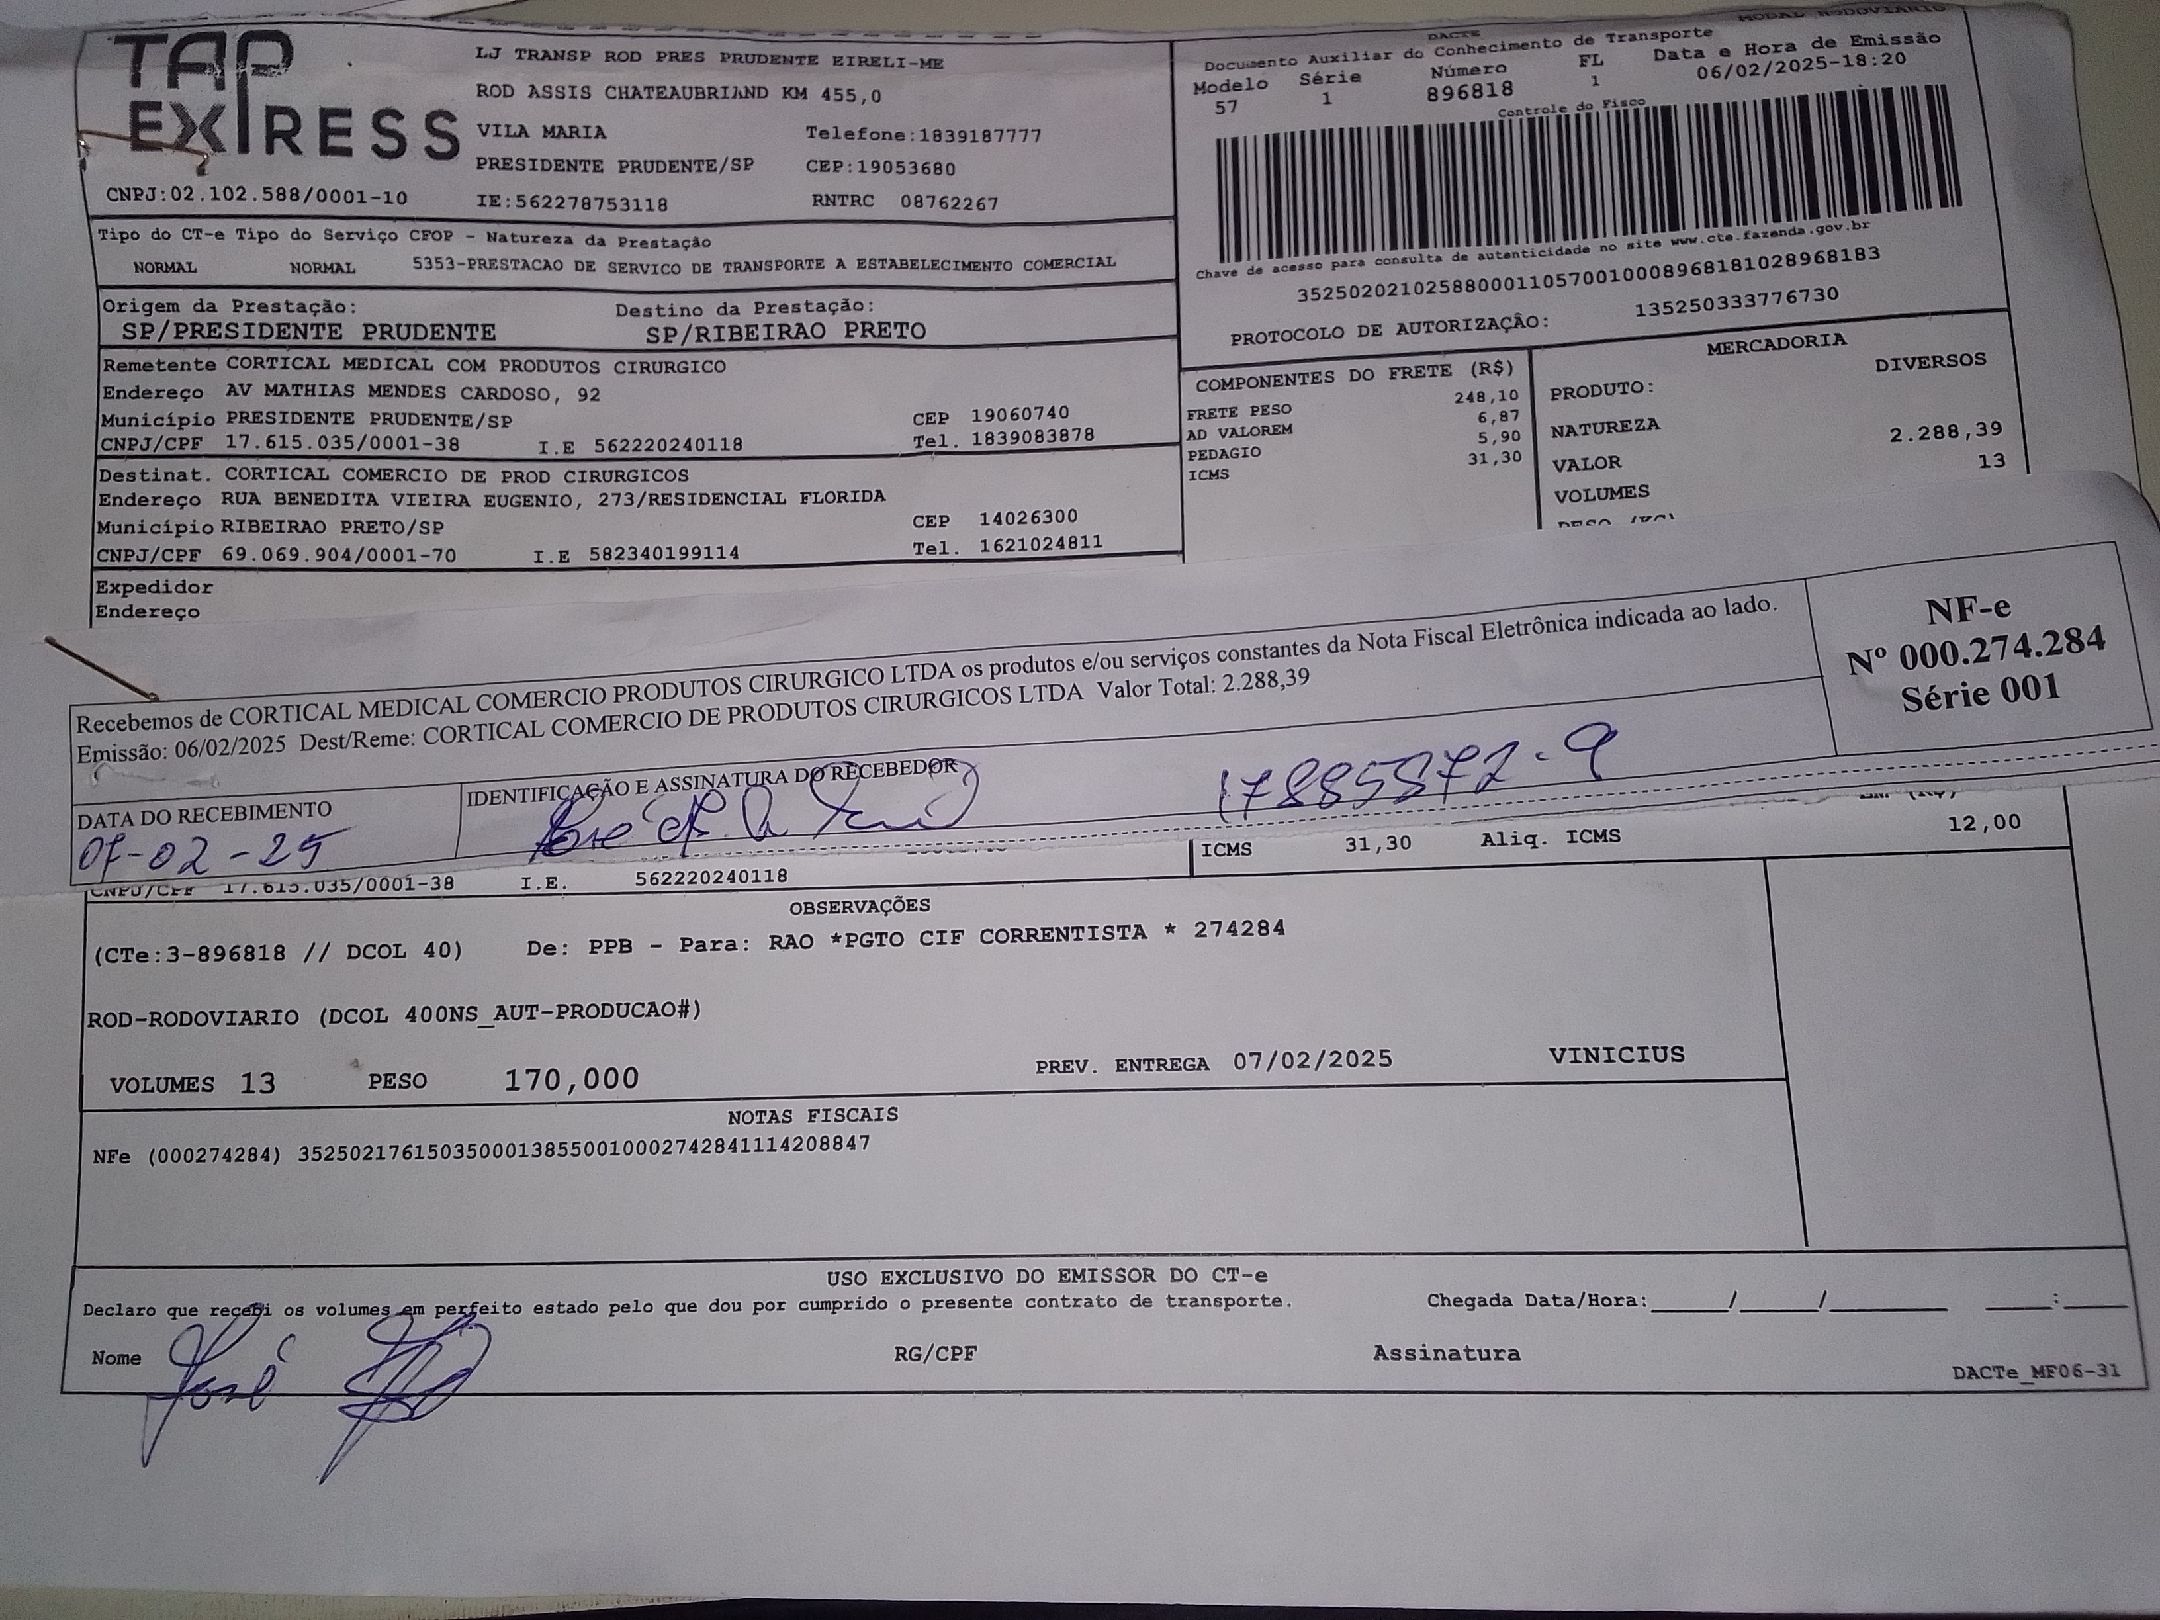 TAP EXPRESS
LJ TRANSP ROD PRES PRUDENTE EIRELI-ME
ROD ASSIS CHATEAUBRIAND KM 455,0
VILA MARIA Telefone:1839187777
PRESIDENTE PRUDENTE/SP CEP:19053680
CNPJ:02.102.588/0001-10 IE:562278753118 RNTRC 08762267
MODAL RODOVIARIO
DACTE
Documento Auxiliar do Conhecimento de Transporte
Modelo Série Número FL Data e Hora de Emissão
57 1 896818 1 06/02/2025-18:20
Controle do Fisco
Chave de acesso para consulta de autenticidade no site www.cte.fazenda.gov.br
35250202102588000110570010008968181028968183
PROTOCOLO DE AUTORIZAÇÃO: 135250333776730
Tipo do CT-e Tipo do Serviço CFOP - Natureza da Prestação
NORMAL NORMAL 5353-PRESTACAO DE SERVICO DE TRANSPORTE A ESTABELECIMENTO COMERCIAL
Origem da Prestação: Destino da Prestação:
SP/PRESIDENTE PRUDENTE SP/RIBEIRAO PRETO
Remetente CORTICAL MEDICAL COM PRODUTOS CIRURGICO
Endereço AV MATHIAS MENDES CARDOSO, 92
Município PRESIDENTE PRUDENTE/SP CEP 19060740
CNPJ/CPF 17.615.035/0001-38 I.E 562220240118 Tel. 1839083878
Destinat. CORTICAL COMERCIO DE PROD CIRURGICOS
Endereço RUA BENEDITA VIEIRA EUGENIO, 273/RESIDENCIAL FLORIDA
Município RIBEIRAO PRETO/SP CEP 14026300
CNPJ/CPF 69.069.904/0001-70 I.E 582340199114 Tel. 1621024811
Expedidor
Endereço
COMPONENTES DO FRETE (R$)
FRETE PESO 248,10
AD VALOREM 6,87
PEDAGIO 5,90
ICMS 31,30
MERCADORIA
PRODUTO: DIVERSOS
NATUREZA
VALOR 2.288,39
VOLUMES 13
PESO (KG)
Recebemos de CORTICAL MEDICAL COMERCIO PRODUTOS CIRURGICO LTDA os produtos e/ou serviços constantes da Nota Fiscal Eletrônica indicada ao lado.
Emissão: 06/02/2025 Dest/Reme: CORTICAL COMERCIO DE PRODUTOS CIRURGICOS LTDA Valor Total: 2.288,39
NF-e
Nº 000.274.284
Série 001
DATA DO RECEBIMENTO IDENTIFICAÇÃO E ASSINATURA DO RECEBEDOR
07-02-25 José 17885872-9
ICMS 31,30 Aliq. ICMS 12,00
CNPJ/CPF 17.615.035/0001-38 I.E. 562220240118
OBSERVAÇÕES
(CTe:3-896818 // DCOL 40) De: PPB - Para: RAO *PGTO CIF CORRENTISTA * 274284
ROD-RODOVIARIO (DCOL 400NS_AUT-PRODUCAO#)
VOLUMES 13 PESO 170,000 PREV. ENTREGA 07/02/2025 VINICIUS
NOTAS FISCAIS
NFe (000274284) 35250217615035000138550010002742841114208847
USO EXCLUSIVO DO EMISSOR DO CT-e
Declaro que recebi os volumes em perfeito estado pelo que dou por cumprido o presente contrato de transporte. Chegada Data/Hora:____/____/______ ___:___
Nome José RG/CPF Assinatura
DACTe_MF06-31